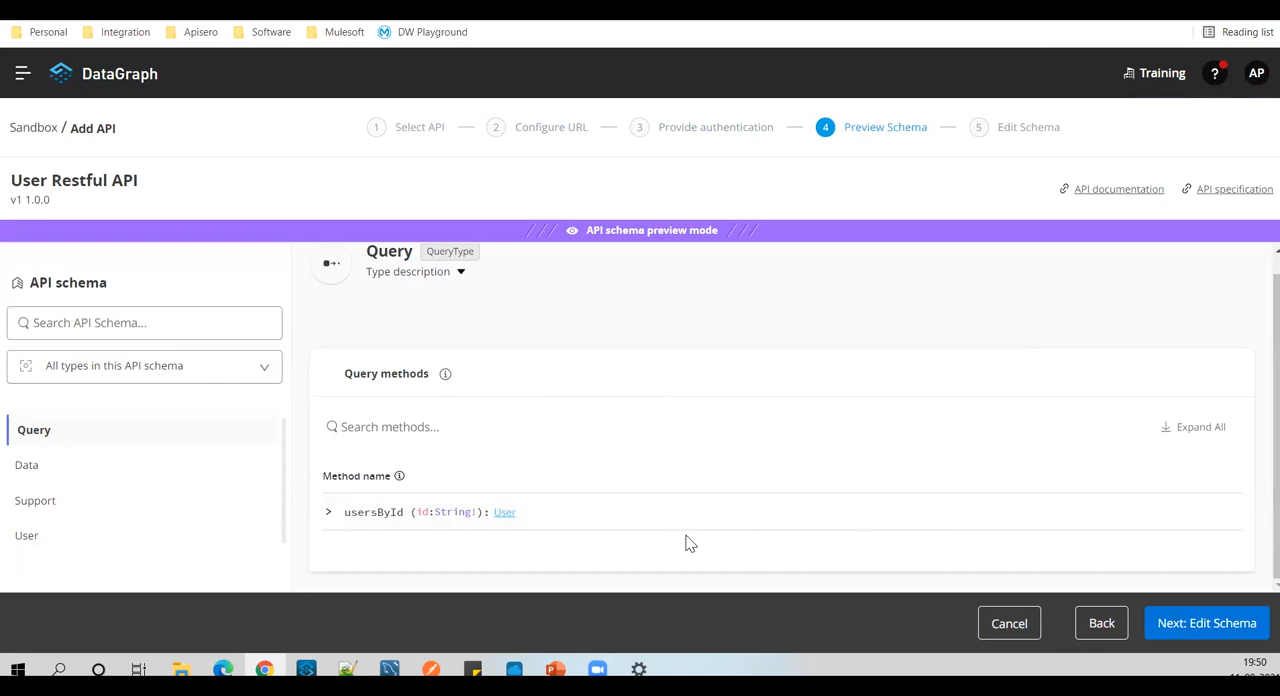 Personal Integration Apisero Software Mulesoft DW Playground Reading list
DataGraph Training ? AP
Sandbox / Add API 1 Select API 2 Configure URL 3 Provide authentication 4 Preview Schema 5 Edit Schema
User Restful API
v1 1.0.0
API documentation API specification
API schema preview mode
Query QueryType
Type description
API schema
Search API Schema...
All types in this API schema
Query
Data
Support
User
Query methods
Search methods... Expand All
Method name
> usersById (id:String!): User
Cancel Back Next: Edit Schema
19:50